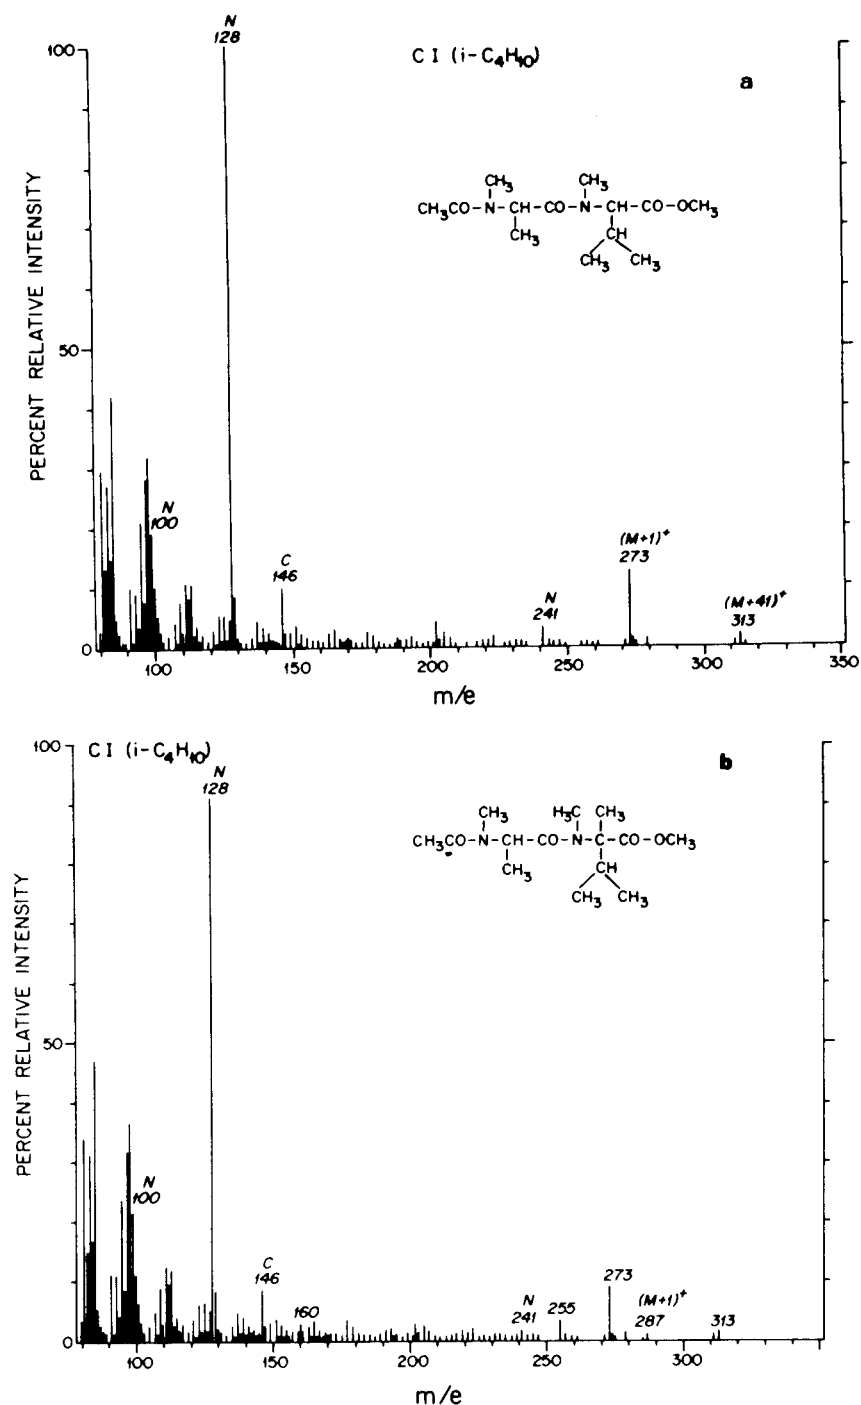 N
128
100
CI (i-C4H10)
a
CH3 CH3
CH3CO-N-CH-CO-N-CH-CO-OCH3
CH3 CH
CH3 CH3
PERCENT RELATIVE INTENSITY
50
N
100
C
146
N
241
(M+1)+
273
(M+41)+
313
0
100 150 200 250 300 350
m/e
100
CI (i-C4H10)
b
N
128
CH3 H3C CH3
CH3CO-N-CH-CO-N-C-CO-OCH3
CH3 CH
CH3 CH3
PERCENT RELATIVE INTENSITY
50
N
100
C
146
160
N
241
255
273
(M+1)+
287
313
0
100 150 200 250 300
m/e